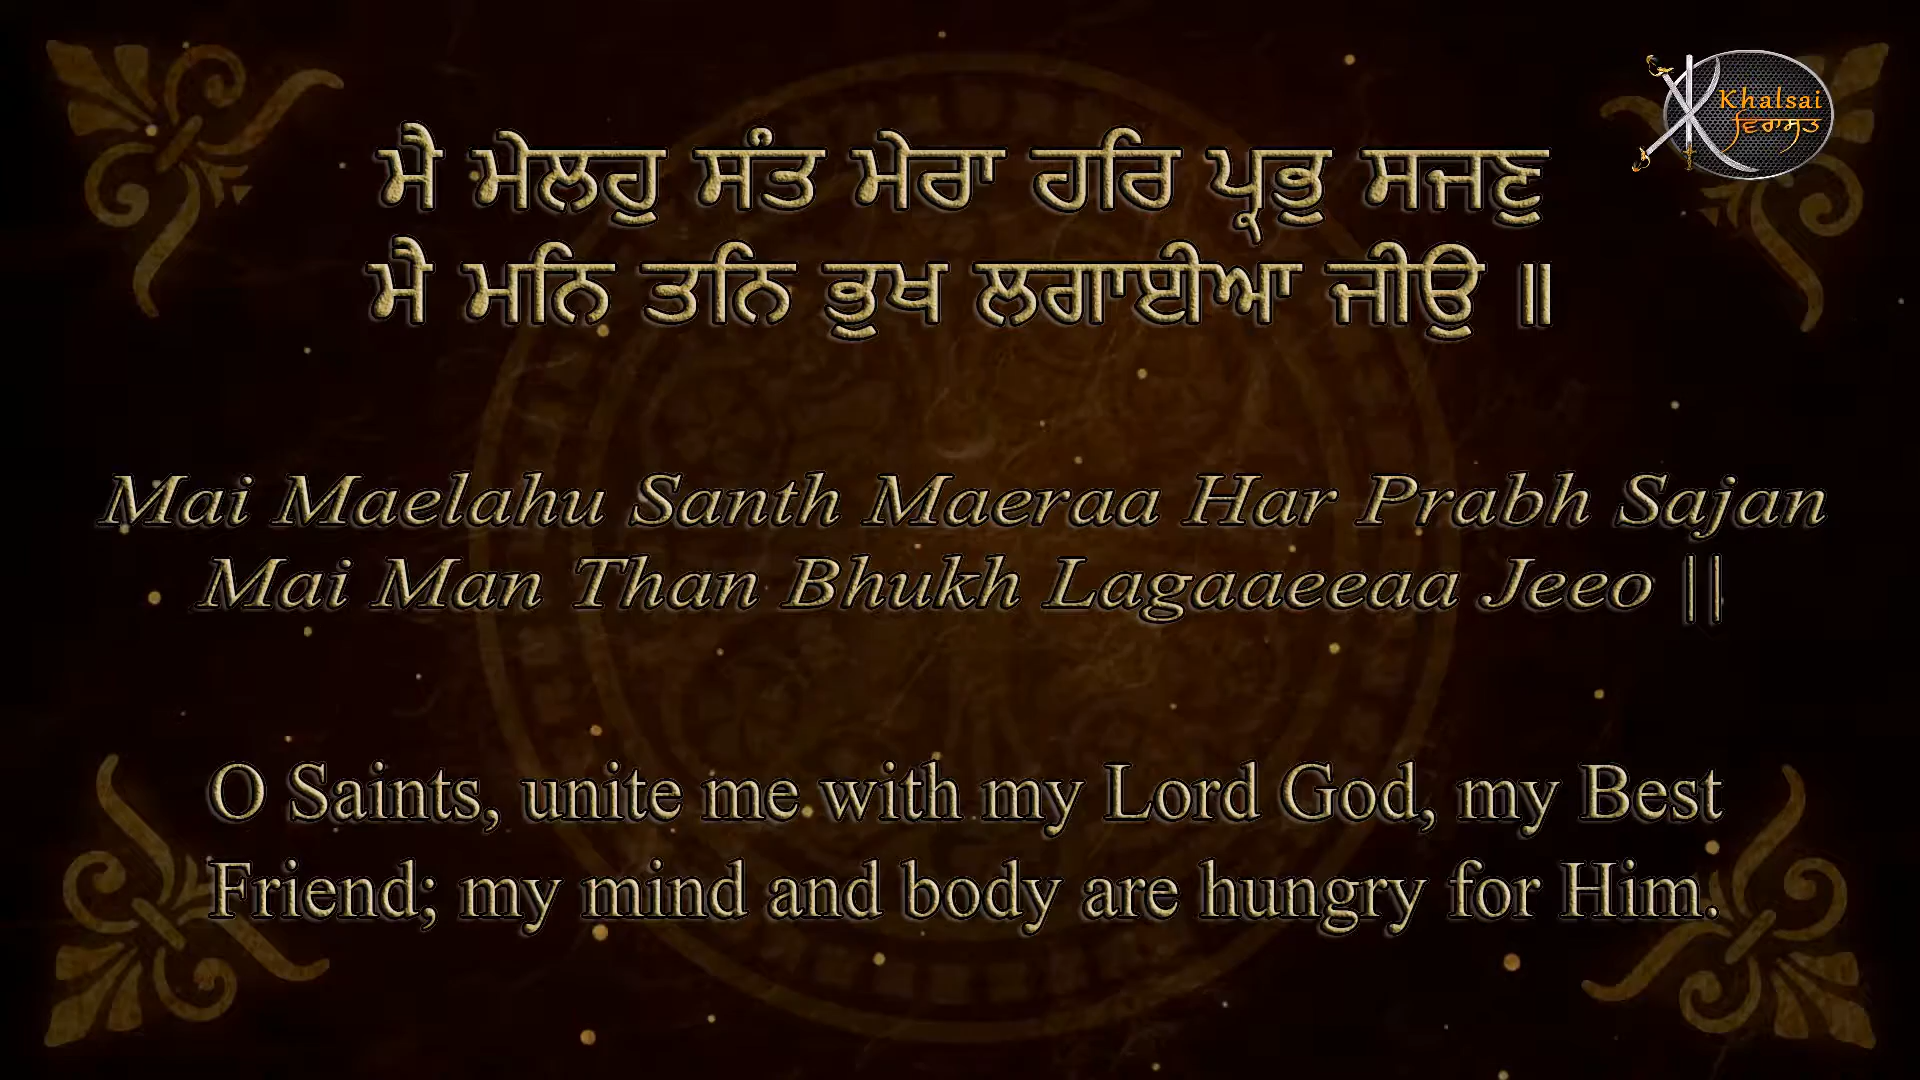 Khalsai
ਵਿਰਾਸਤ
ਮੈ ਮੇਲਹੁ ਸੰਤ ਮੇਰਾ ਹਰਿ ਪ੍ਰਭੁ ਸਜਣੁ
ਮੈ ਮਨਿ ਤਨਿ ਭੁਖ ਲਗਾਈਆ ਜੀਉ ॥
Mai Maelahu Santh Maeraa Har Prabh Sajan
Mai Man Than Bhukh Lagaaeeaa Jeeo ||
O Saints, unite me with my Lord God, my Best
Friend; my mind and body are hungry for Him.